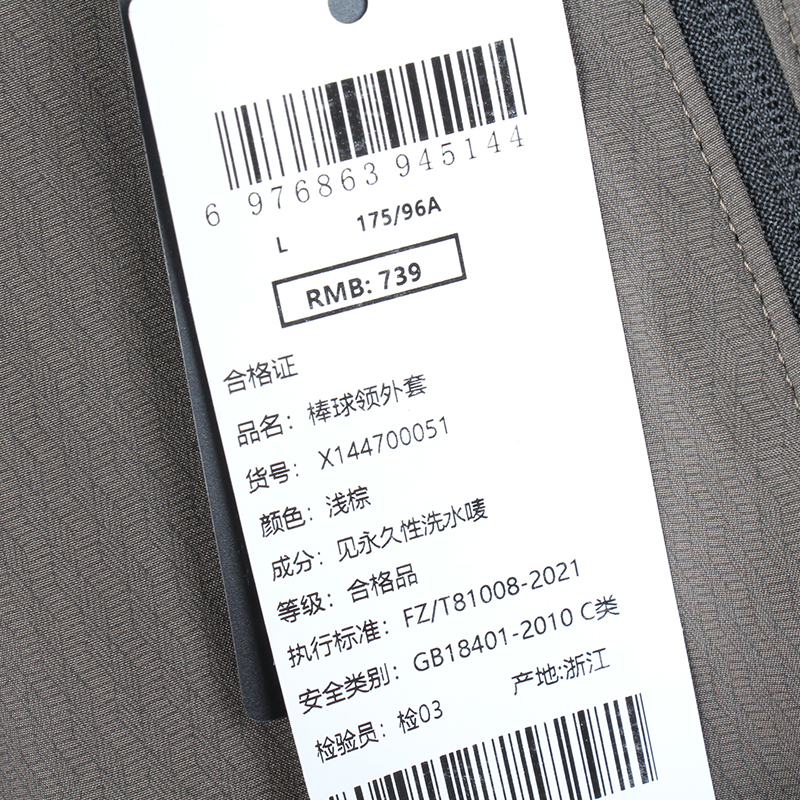 6 976863 945144
L 175/96A
RMB: 739
合格证
品名：棒球领外套
货号：X144700051
颜色：浅棕
成分：见永久性洗水唛
等级：合格品
执行标准：FZ/T81008-2021
安全类别：GB18401-2010 C类
产地:浙江
检验员：检03